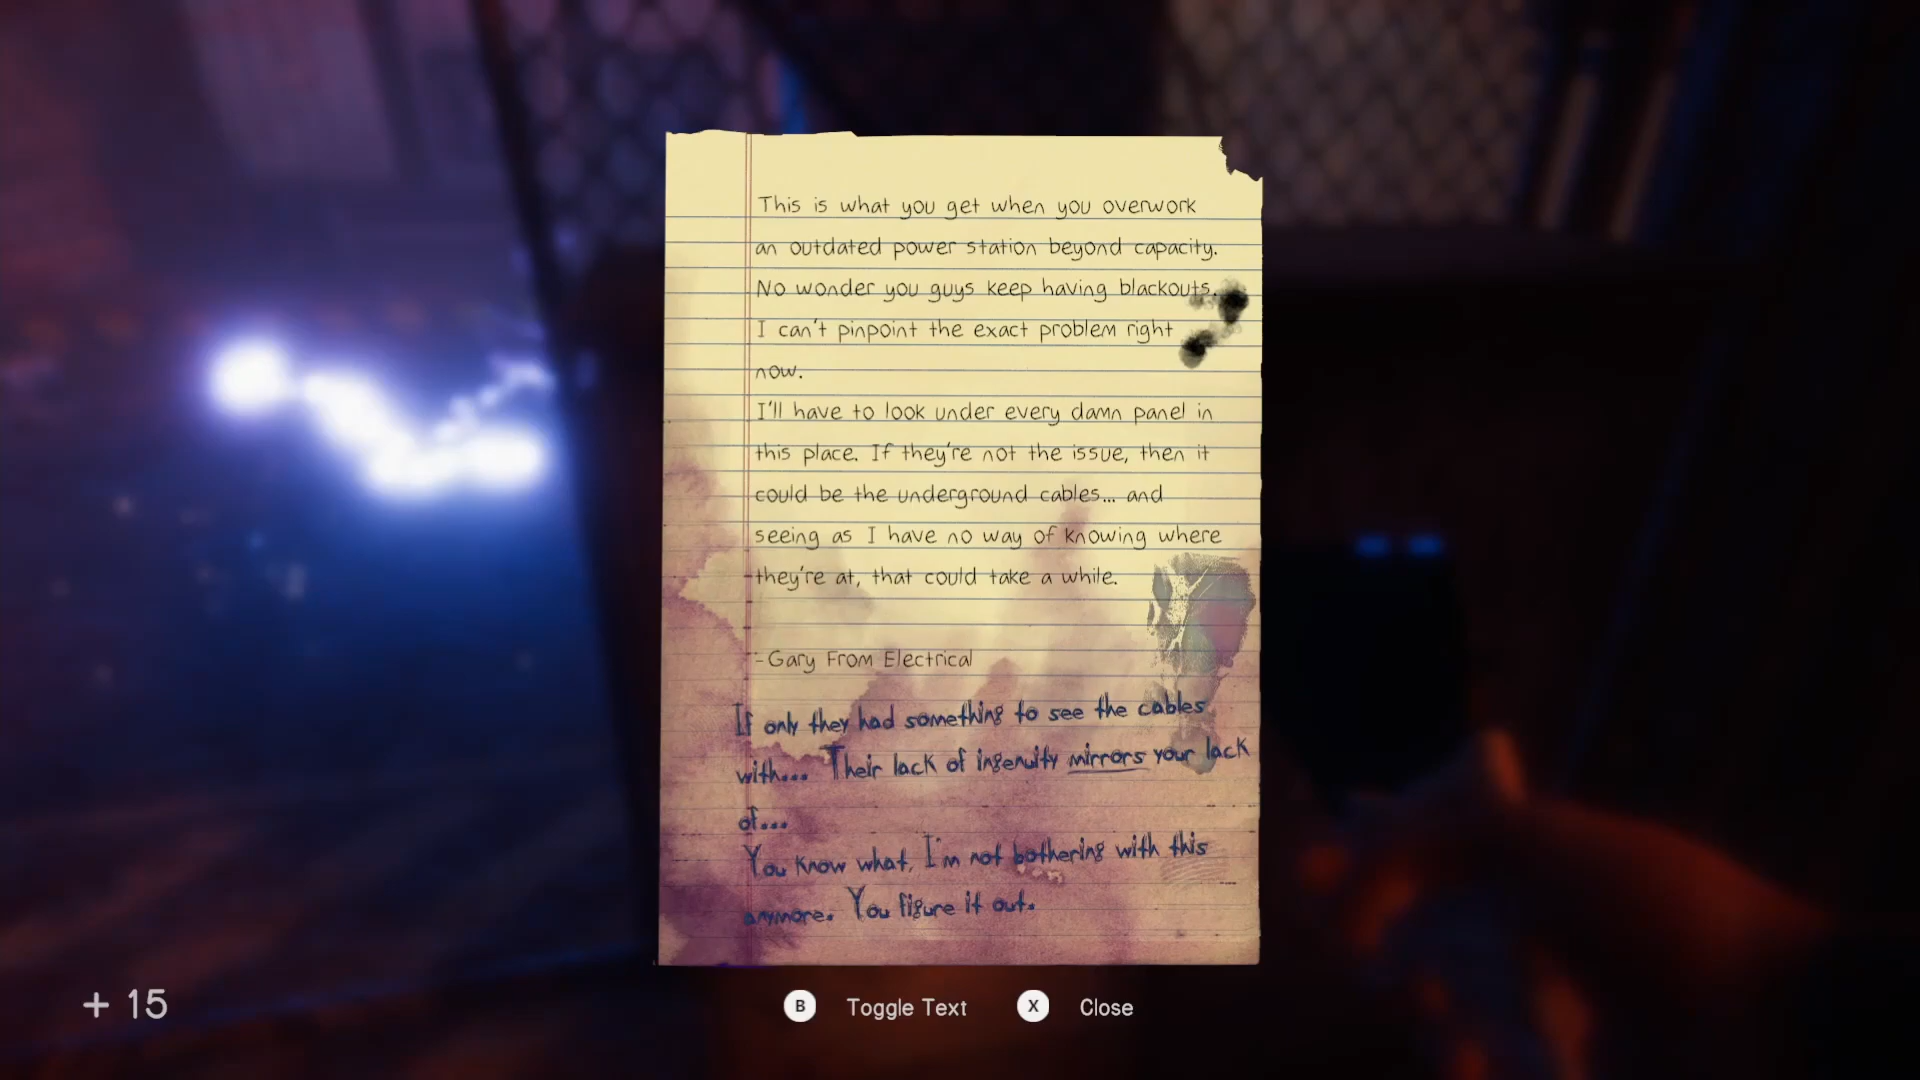 This is what you get when you overwork
an outdated power station beyond capacity.
No wonder you guys keep having blackouts.
I can't pinpoint the exact problem right
now.
I'll have to look under every damn panel in
this place. If they're not the issue, then it
could be the underground cables... and
seeing as I have no way of knowing where
they're at, that could take a while.
-Gary From Electrical
If only they had something to see the cables
with... Their lack of ingenuity mirrors your lack
of...
You know what, I'm not bothering with this
anymore. You figure it out.
+ 15
B Toggle Text X Close